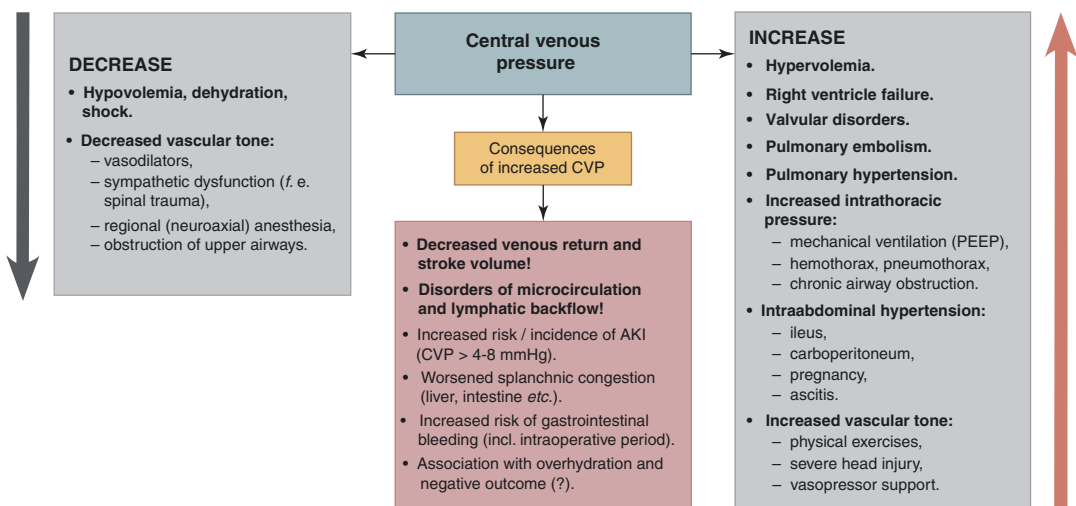 Central venous
pressure
DECREASE
• Hypovolemia, dehydration,
shock.
• Decreased vascular tone:
– vasodilators,
– sympathetic dysfunction (f. e.
spinal trauma),
– regional (neuroaxial) anesthesia,
– obstruction of upper airways.
Consequences
of increased CVP
• Decreased venous return and
stroke volume!
• Disorders of microcirculation
and lymphatic backflow!
• Increased risk / incidence of AKI
(CVP > 4-8 mmHg).
• Worsened splanchnic congestion
(liver, intestine etc.).
• Increased risk of gastrointestinal
bleeding (incl. intraoperative period).
• Association with overhydration and
negative outcome (?).
INCREASE
• Hypervolemia.
• Right ventricle failure.
• Valvular disorders.
• Pulmonary embolism.
• Pulmonary hypertension.
• Increased intrathoracic
pressure:
– mechanical ventilation (PEEP),
– hemothorax, pneumothorax,
– chronic airway obstruction.
• Intraabdominal hypertension:
– ileus,
– carboperitoneum,
– pregnancy,
– ascitis.
• Increased vascular tone:
– physical exercises,
– severe head injury,
– vasopressor support.